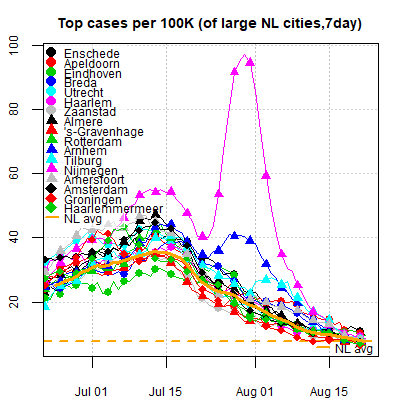 Top cases per 100K (of large NL cities,7day)
100
80
60
40
20
Enschede
Apeldoorn
Eindhoven
Breda
Utrecht
Haarlem
Zaanstad
Almere
's-Gravenhage
Rotterdam
Arnhem
Tilburg
Nijmegen
Amersfoort
Amsterdam
Groningen
Haarlemmermeer
NL avg
NL avg
Jul 01
Jul 15
Aug 01
Aug 15